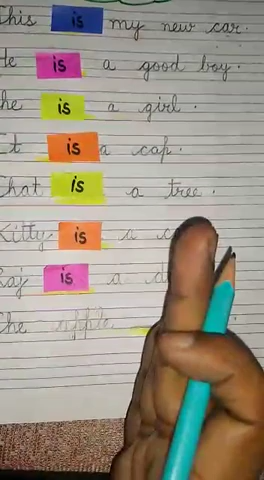 This is my new car.
He is a good boy.
is a girl.
It is a cap.
That is a tree.
Kitty is a
Raj is a
The apple